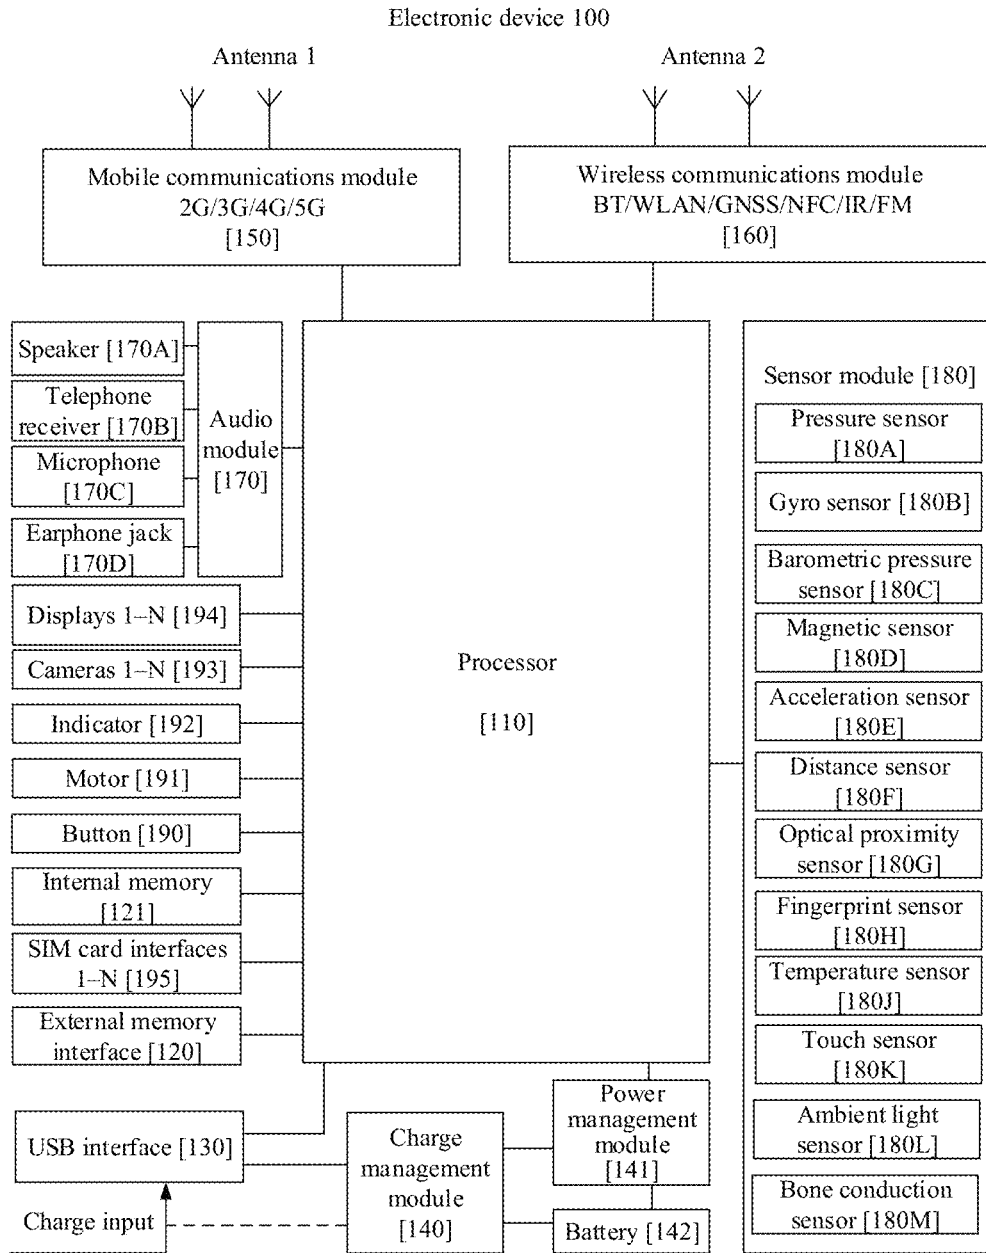 Electronic device 100
Antenna 1
Antenna 2
Mobile communications module
2G/3G/4G/5G
[150]
Wireless communications module
BT/WLAN/GNSS/NFC/IR/FM
[160]
Speaker [170A]
Telephone
receiver [170B]
Microphone
[170C]
Earphone jack
[170D]
Audio
module
[170]
Displays 1–N [194]
Cameras 1–N [193]
Indicator [192]
Motor [191]
Button [190]
Internal memory
[121]
SIM card interfaces
1–N [195]
External memory
interface [120]
Processor
[110]
Sensor module [180]
Pressure sensor
[180A]
Gyro sensor [180B]
Barometric pressure
sensor [180C]
Magnetic sensor
[180D]
Acceleration sensor
[180E]
Distance sensor
[180F]
Optical proximity
sensor [180G]
Fingerprint sensor
[180H]
Temperature sensor
[180J]
Touch sensor
[180K]
Ambient light
sensor [180L]
Bone conduction
sensor [180M]
USB interface [130]
Charge input
Charge
management
module
[140]
Power
management
module
[141]
Battery [142]